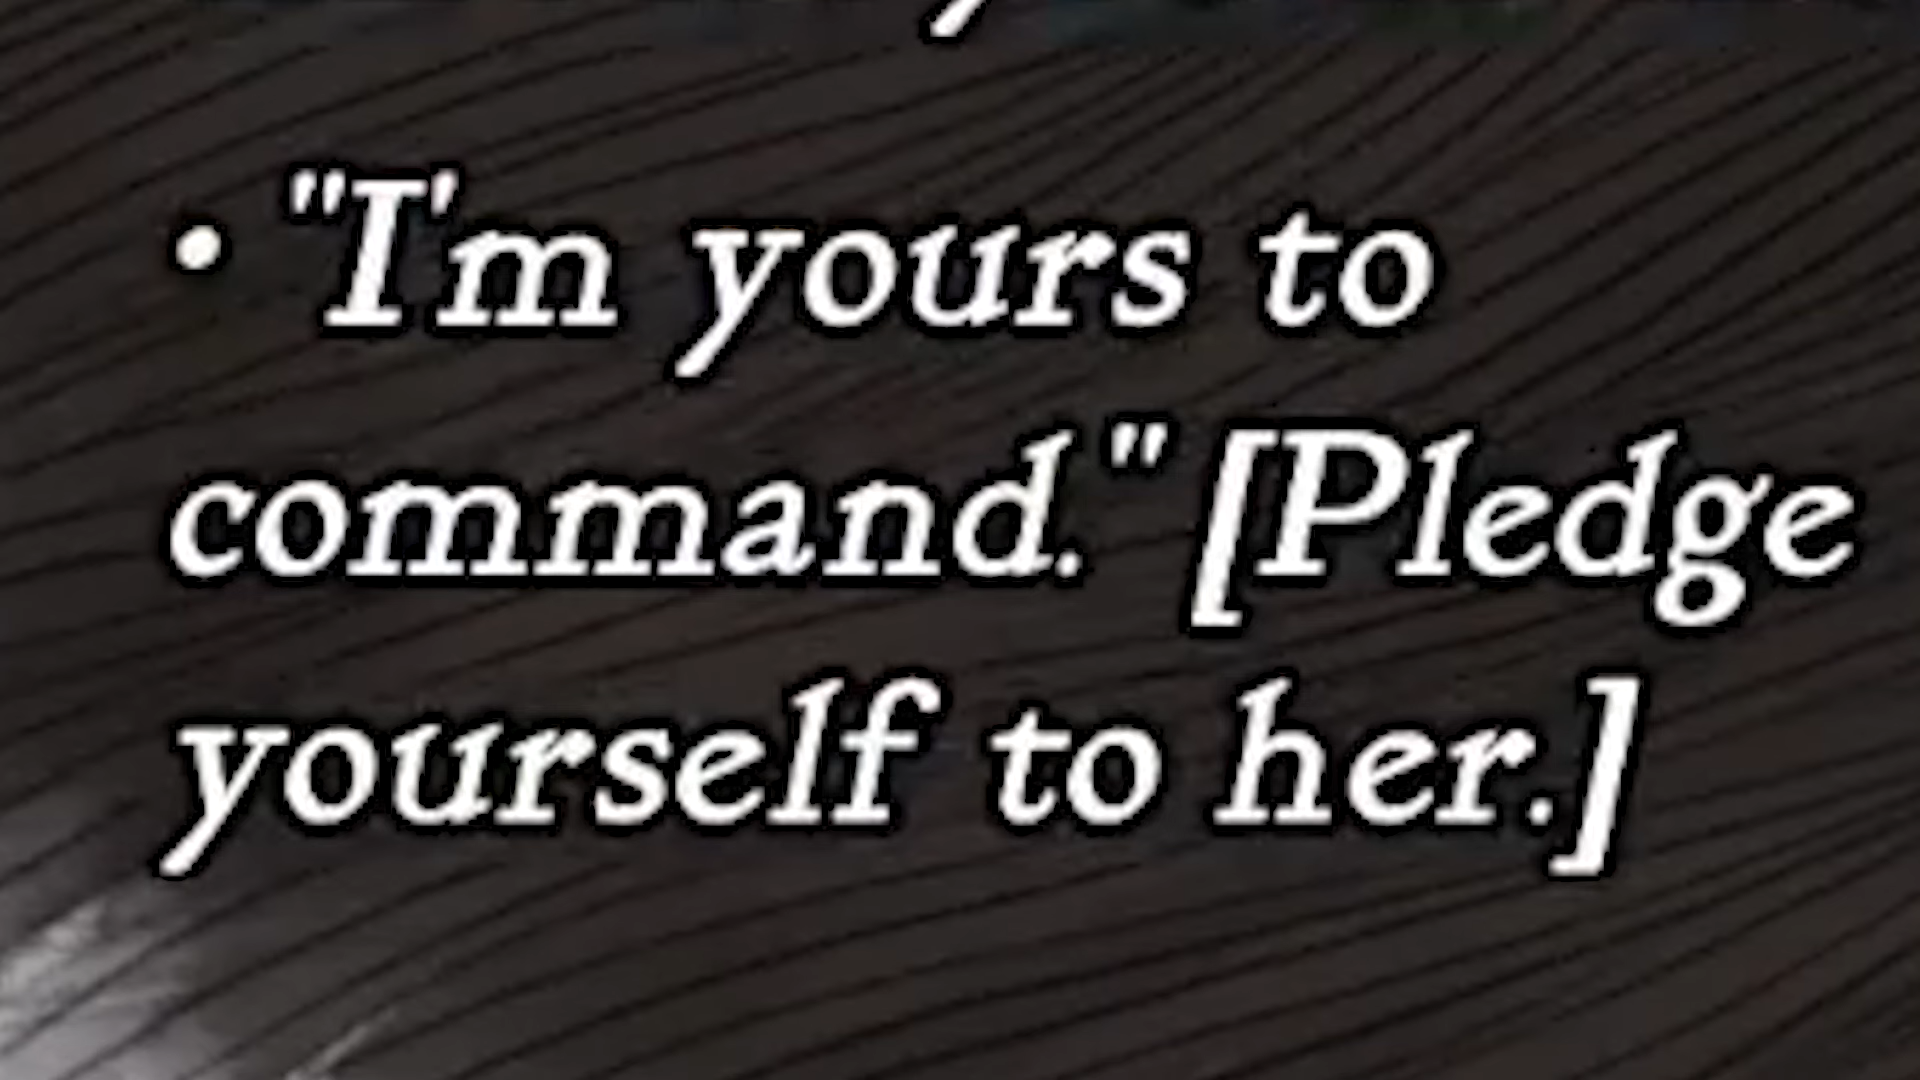 • "I'm yours to
command." [Pledge
yourself to her.]